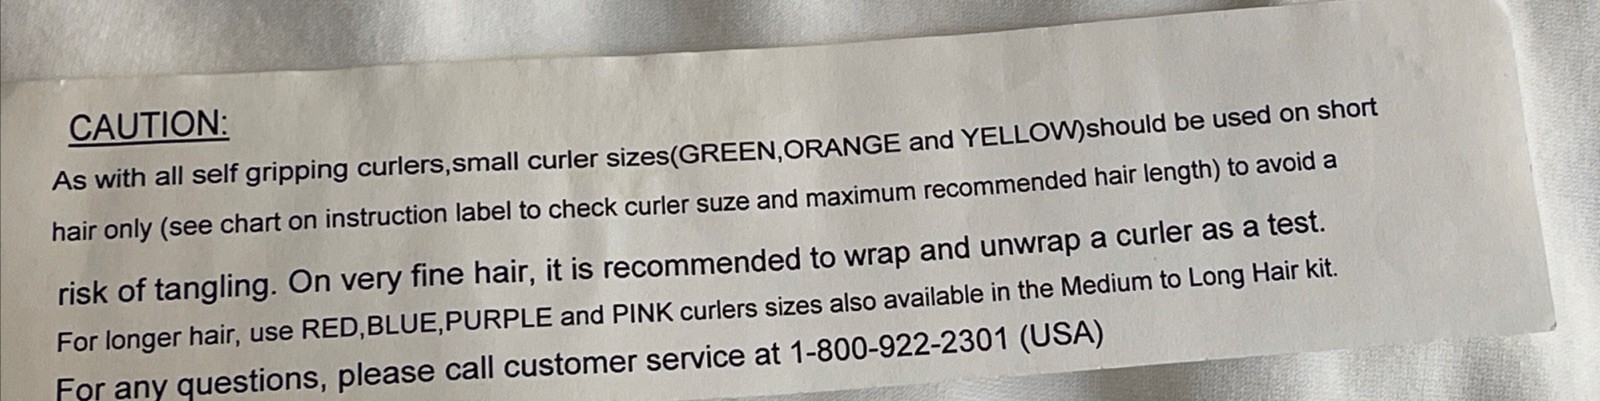 CAUTION:
As with all self gripping curlers,small curler sizes(GREEN,ORANGE and YELLOW)should be used on short
hair only (see chart on instruction label to check curler suze and maximum recommended hair length) to avoid a
risk of tangling. On very fine hair, it is recommended to wrap and unwrap a curler as a test.
For longer hair, use RED,BLUE,PURPLE and PINK curlers sizes also available in the Medium to Long Hair kit.
For any questions, please call customer service at 1-800-922-2301 (USA)